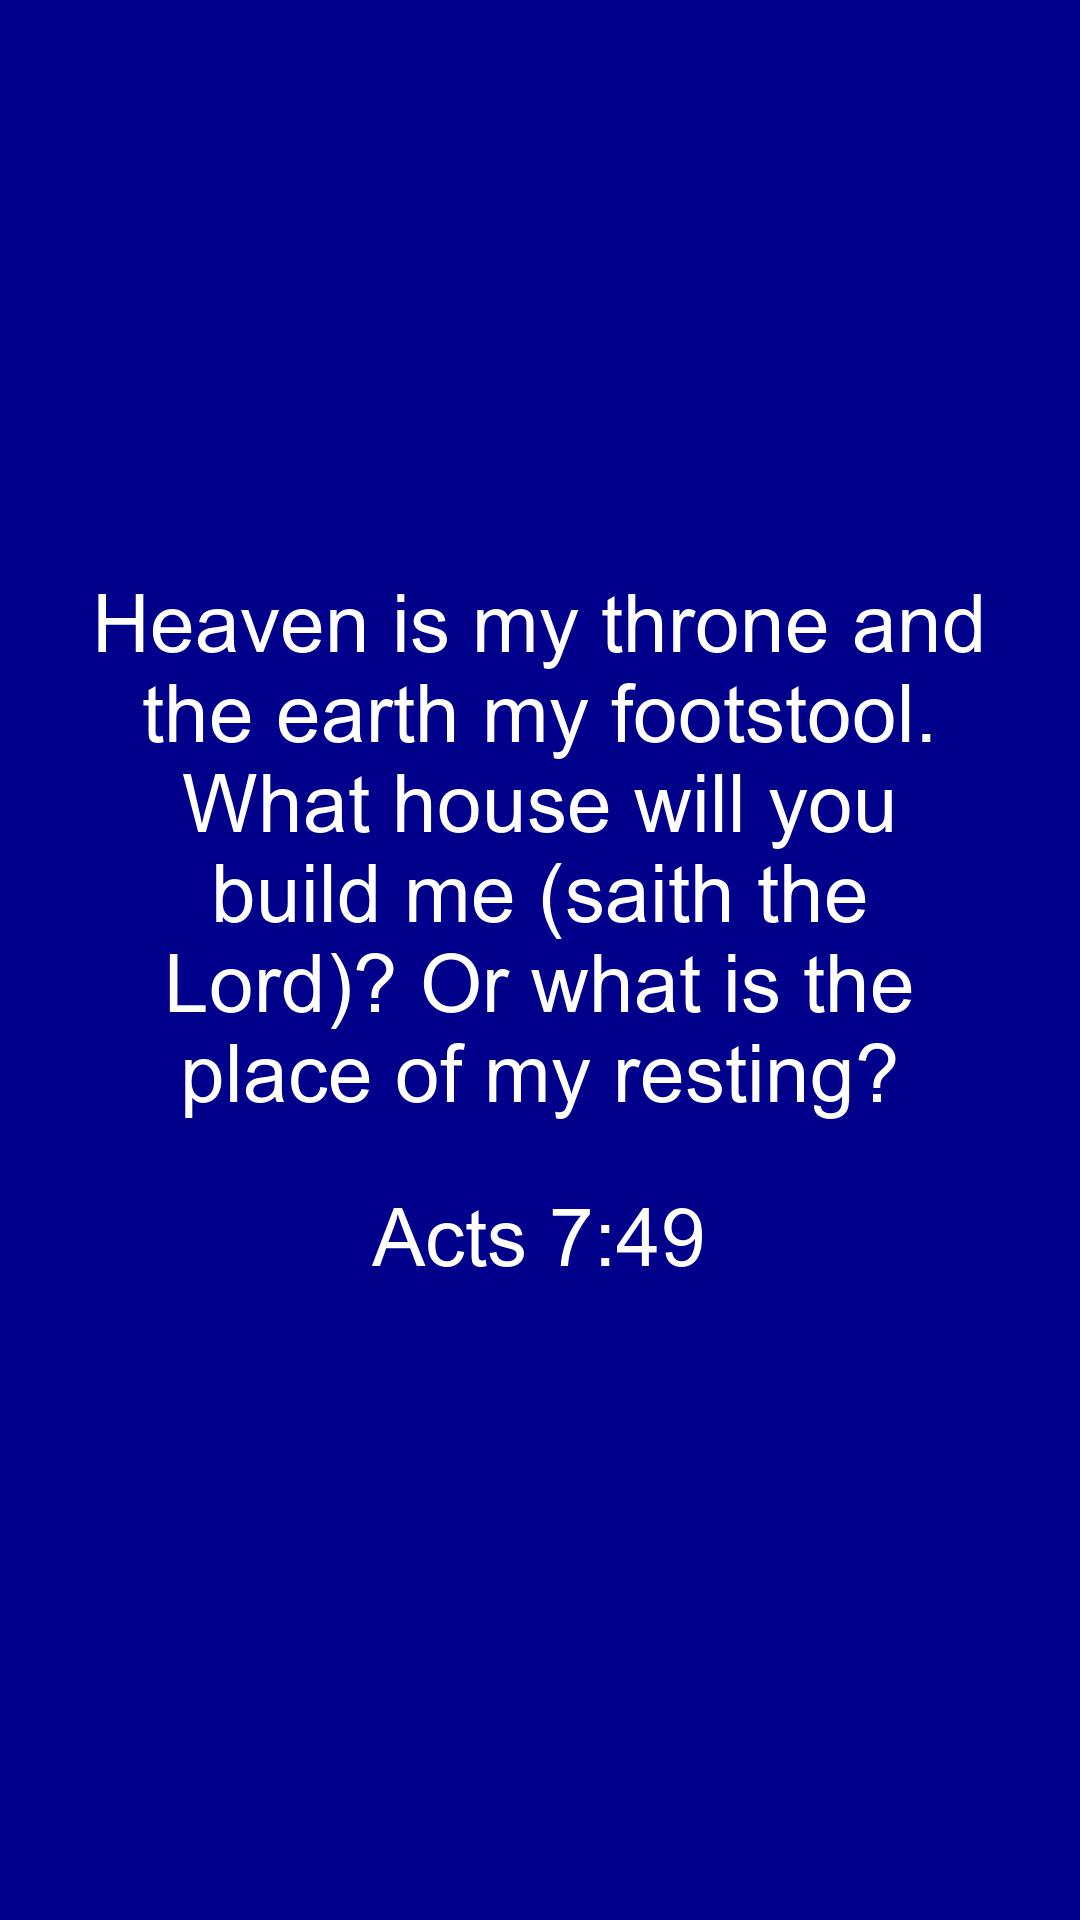 Heaven is my throne and
the earth my footstool.
What house will you
build me (saith the
Lord)? Or what is the
place of my resting?
Acts 7:49